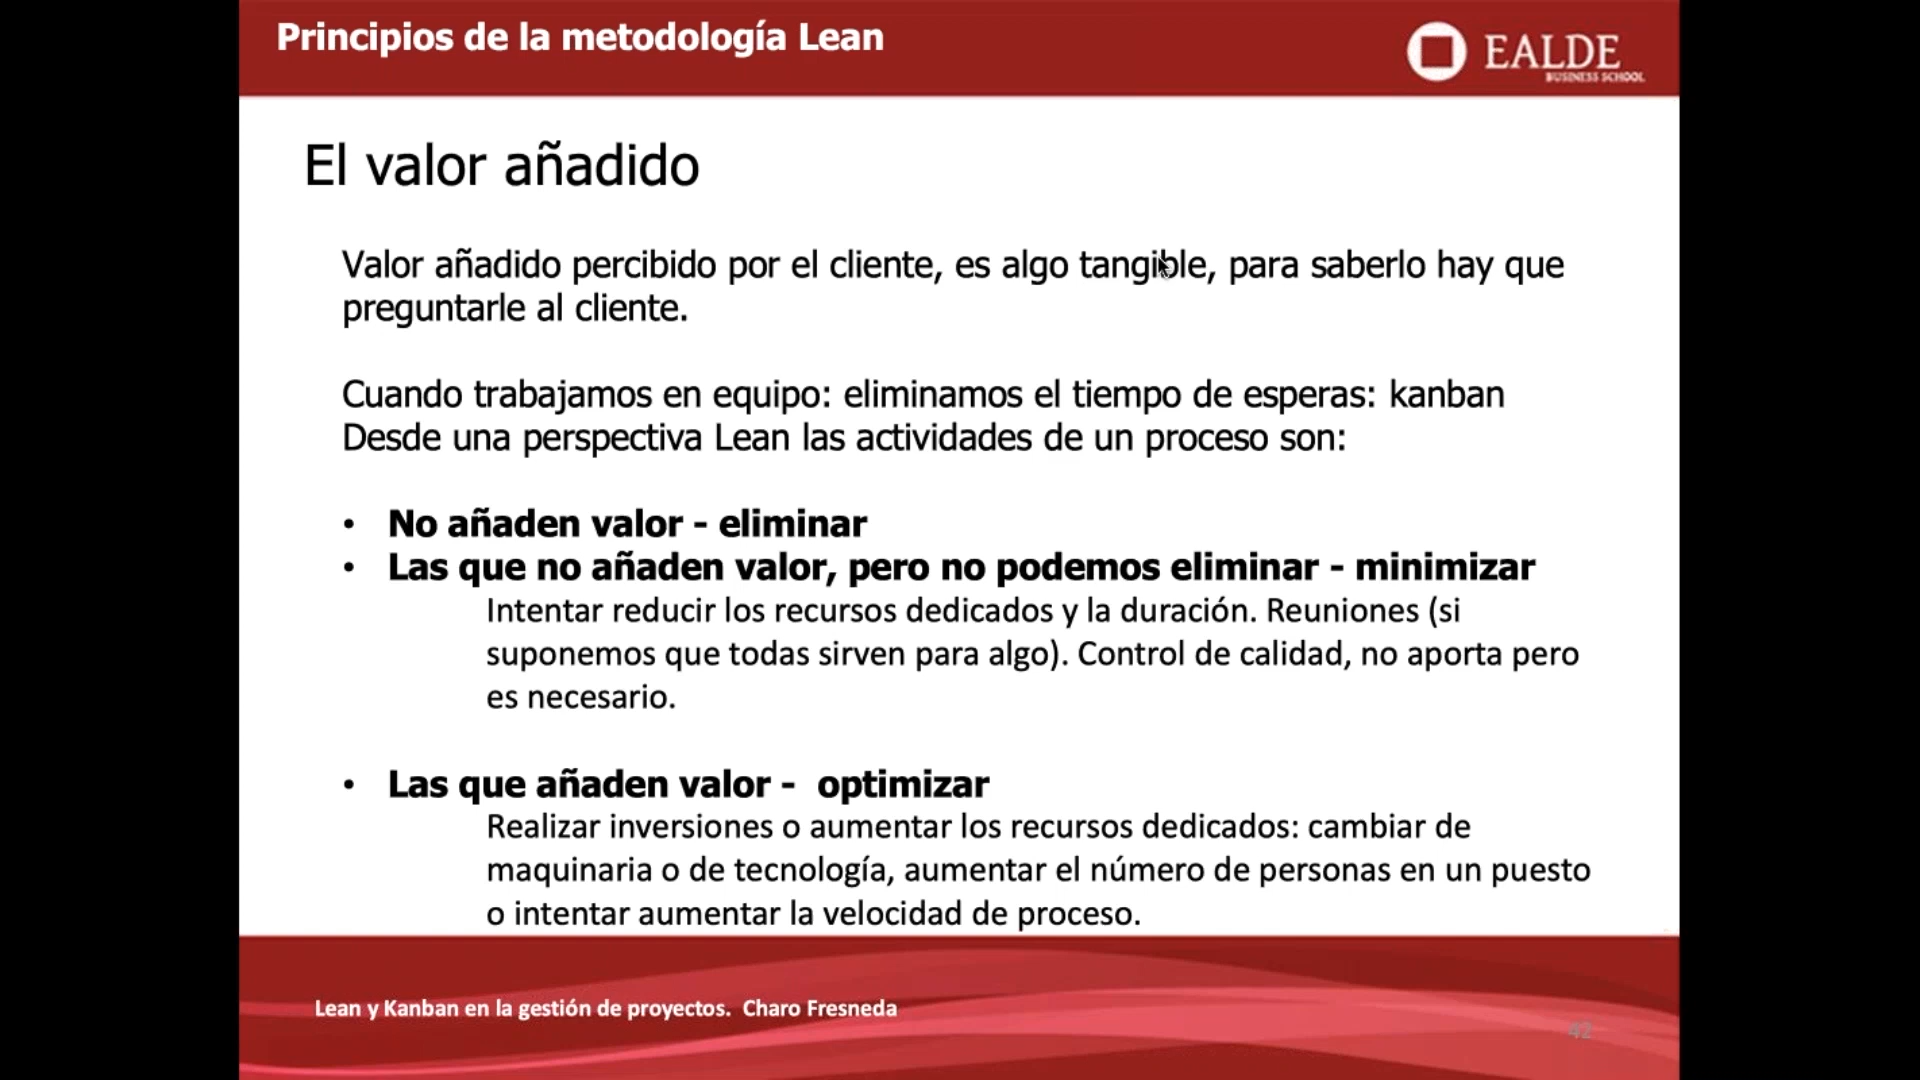 Principios de la metodología Lean
EALDE
BUSINESS SCHOOL
El valor añadido
Valor añadido percibido por el cliente, es algo tangible, para saberlo hay que
preguntarle al cliente.
Cuando trabajamos en equipo: eliminamos el tiempo de esperas: kanban
Desde una perspectiva Lean las actividades de un proceso son:
• No añaden valor - eliminar
• Las que no añaden valor, pero no podemos eliminar - minimizar
Intentar reducir los recursos dedicados y la duración. Reuniones (si
suponemos que todas sirven para algo). Control de calidad, no aporta pero
es necesario.
• Las que añaden valor - optimizar
Realizar inversiones o aumentar los recursos dedicados: cambiar de
maquinaria o de tecnología, aumentar el número de personas en un puesto
o intentar aumentar la velocidad de proceso.
Lean y Kanban en la gestión de proyectos. Charo Fresneda
42